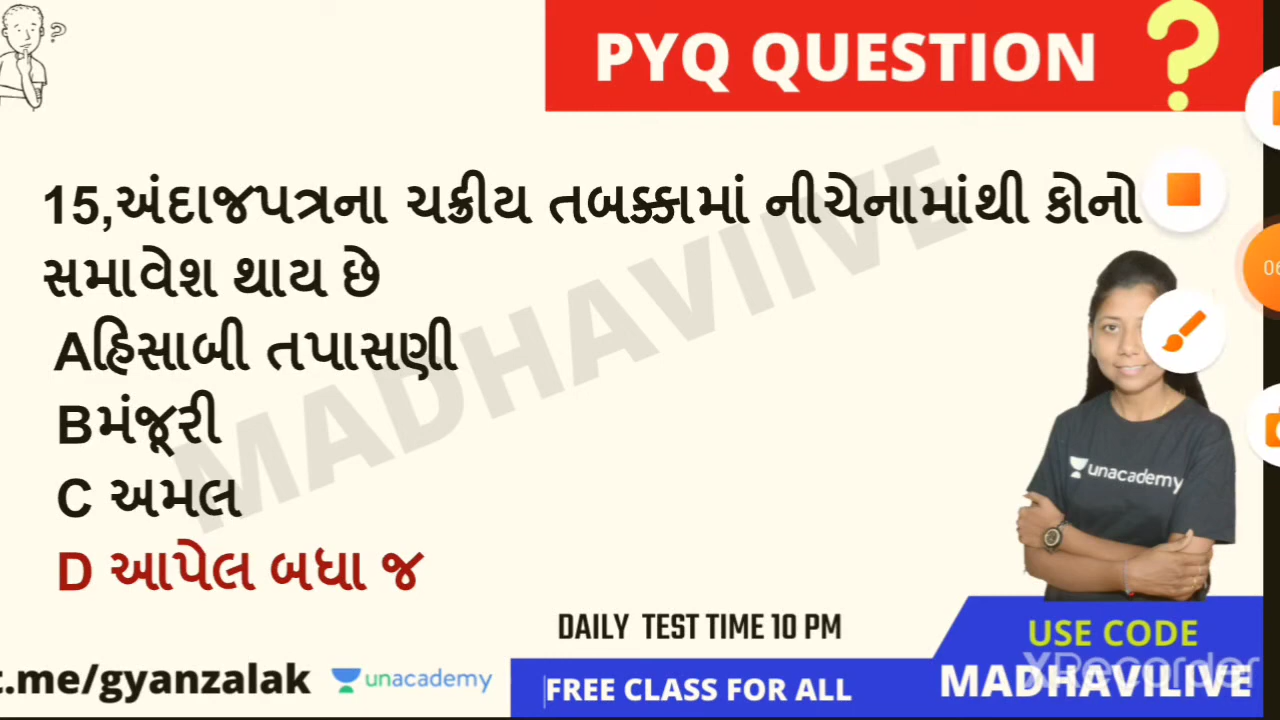 PYQ QUESTION ?
15,અંદાજપત્રના ચક્રીય તબક્કામાં નીચેનામાંથી કોનો
સમાવેશ થાય છે
Aહિસાબી તપાસણી
Bમંજૂરી
C અમલ
D આપેલ બધા જ
MADHAVIIVE
unacademy
DAILY TEST TIME 10 PM
USE CODE
t.me/gyanzalak
unacademy
FREE CLASS FOR ALL
MADHAVILIVE
XRecorder